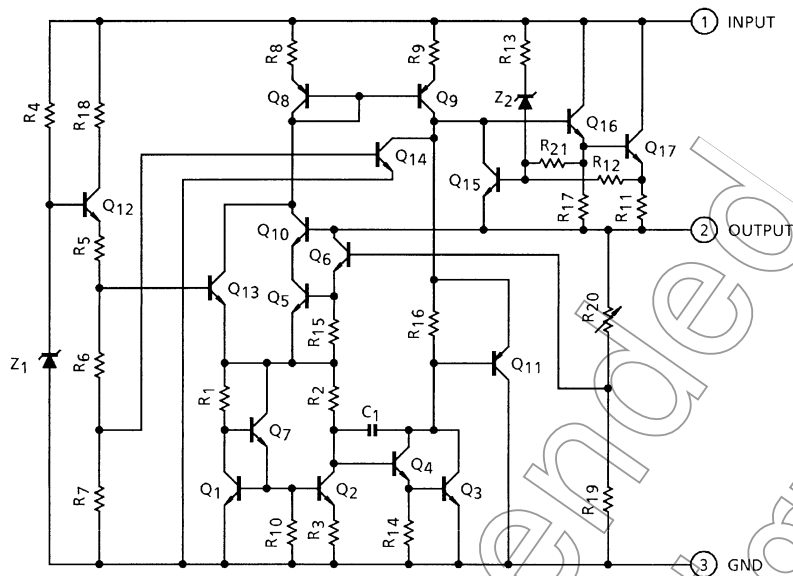 1 INPUT
R8
R9
R13
R4
R18
Q8
Q9
Z2
Q16
Q14
R21
Q17
Q15
R12
Q12
R17
R11
Q10
2 OUTPUT
R5
Q6
Q13
Q5
R20
R15
R16
Z1
R6
Q11
R1
R2
C1
Q7
Q4
Q1
Q2
Q3
R7
R10
R3
R14
R19
3 GND
ended